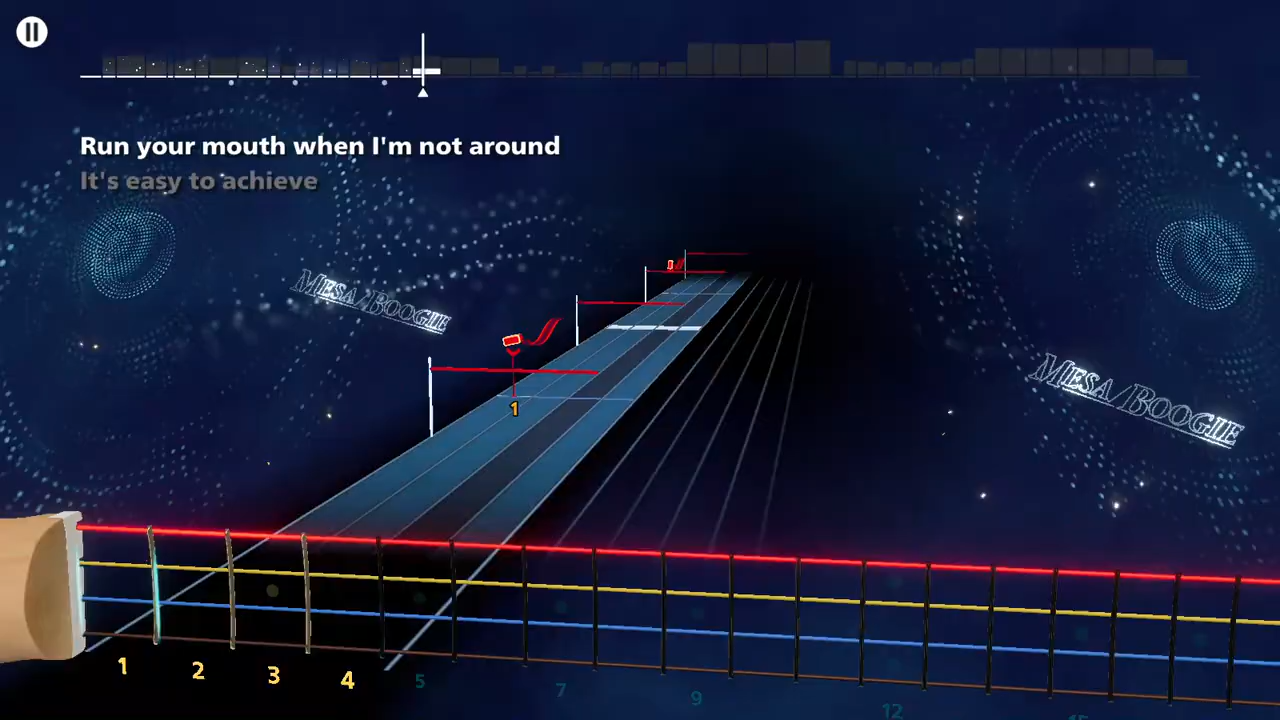 Run your mouth when I'm not around
It's easy to achieve
MESA/BOOGIE
MESA/BOOGIE
1
1 2 3 4 5 7 9 12